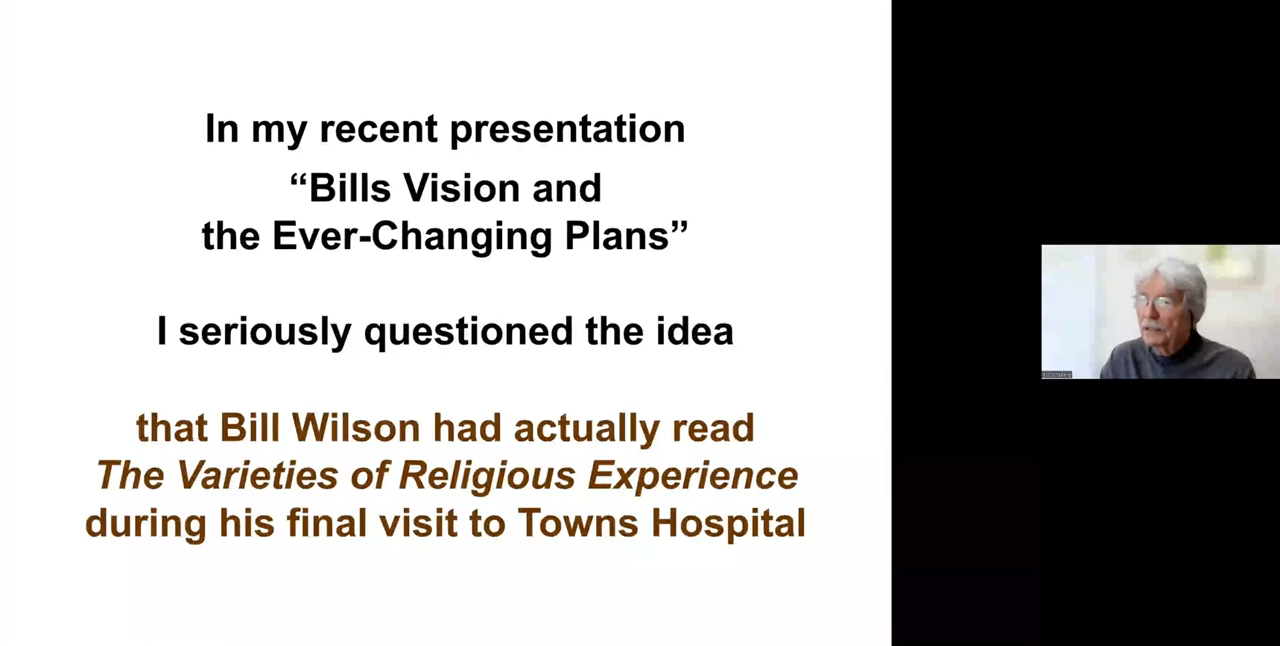 In my recent presentation
“Bills Vision and
the Ever-Changing Plans”
I seriously questioned the idea
that Bill Wilson had actually read
The Varieties of Religious Experience
during his final visit to Towns Hospital